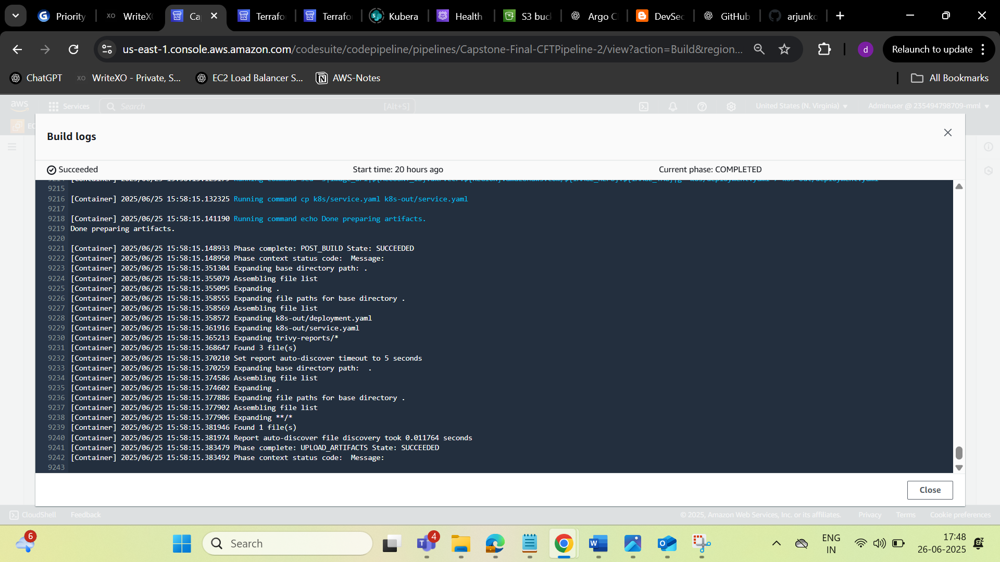 Priority
WriteX
Ca
Terrafo
Terrafo
Kubera
Health
S3 buc
Argo C
DevSec
GitHub
arjunko
us-east-1.console.aws.amazon.com/codesuite/codepipeline/pipelines/Capstone-Final-CFTPipeline-2/view?action=Build&region...
d
Relaunch to update
ChatGPT
XO WriteXO - Private, S...
EC2 Load Balancer S...
AWS-Notes
All Bookmarks
aws
Services
Search
[Alt+S]
United States (N. Virginia)
Adminuser @ 235494798709-mml
EC
Build logs
Succeeded
Start time: 20 hours ago
Current phase: COMPLETED
9215
9216 [Container] 2025/06/25 15:58:15.132325 Running command cp k8s/service.yaml k8s-out/service.yaml
9217
9218 [Container] 2025/06/25 15:58:15.141190 Running command echo Done preparing artifacts.
9219 Done preparing artifacts.
9220
9221 [Container] 2025/06/25 15:58:15.148933 Phase complete: POST_BUILD State: SUCCEEDED
9222 [Container] 2025/06/25 15:58:15.148950 Phase context status code:  Message:
9223 [Container] 2025/06/25 15:58:15.351304 Expanding base directory path: .
9224 [Container] 2025/06/25 15:58:15.355079 Assembling file list
9225 [Container] 2025/06/25 15:58:15.355095 Expanding .
9226 [Container] 2025/06/25 15:58:15.358555 Expanding file paths for base directory .
9227 [Container] 2025/06/25 15:58:15.358569 Assembling file list
9228 [Container] 2025/06/25 15:58:15.358572 Expanding k8s-out/deployment.yaml
9229 [Container] 2025/06/25 15:58:15.361916 Expanding k8s-out/service.yaml
9230 [Container] 2025/06/25 15:58:15.365213 Expanding trivy-reports/*
9231 [Container] 2025/06/25 15:58:15.368647 Found 3 file(s)
9232 [Container] 2025/06/25 15:58:15.370210 Set report auto-discover timeout to 5 seconds
9233 [Container] 2025/06/25 15:58:15.370259 Expanding base directory path:  .
9234 [Container] 2025/06/25 15:58:15.374586 Assembling file list
9235 [Container] 2025/06/25 15:58:15.374602 Expanding .
9236 [Container] 2025/06/25 15:58:15.377886 Expanding file paths for base directory .
9237 [Container] 2025/06/25 15:58:15.377902 Assembling file list
9238 [Container] 2025/06/25 15:58:15.377906 Expanding **/*
9239 [Container] 2025/06/25 15:58:15.381946 Found 1 file(s)
9240 [Container] 2025/06/25 15:58:15.381974 Report auto-discover file discovery took 0.011764 seconds
9241 [Container] 2025/06/25 15:58:15.383479 Phase complete: UPLOAD_ARTIFACTS State: SUCCEEDED
9242 [Container] 2025/06/25 15:58:15.383492 Phase context status code:  Message:
9243
Close
CloudShell
Feedback
© 2025, Amazon Web Services, Inc. or its affiliates.
Privacy
Terms
Cookie preferences
6
Search
4
ENG
IN
17:48
26-06-2025